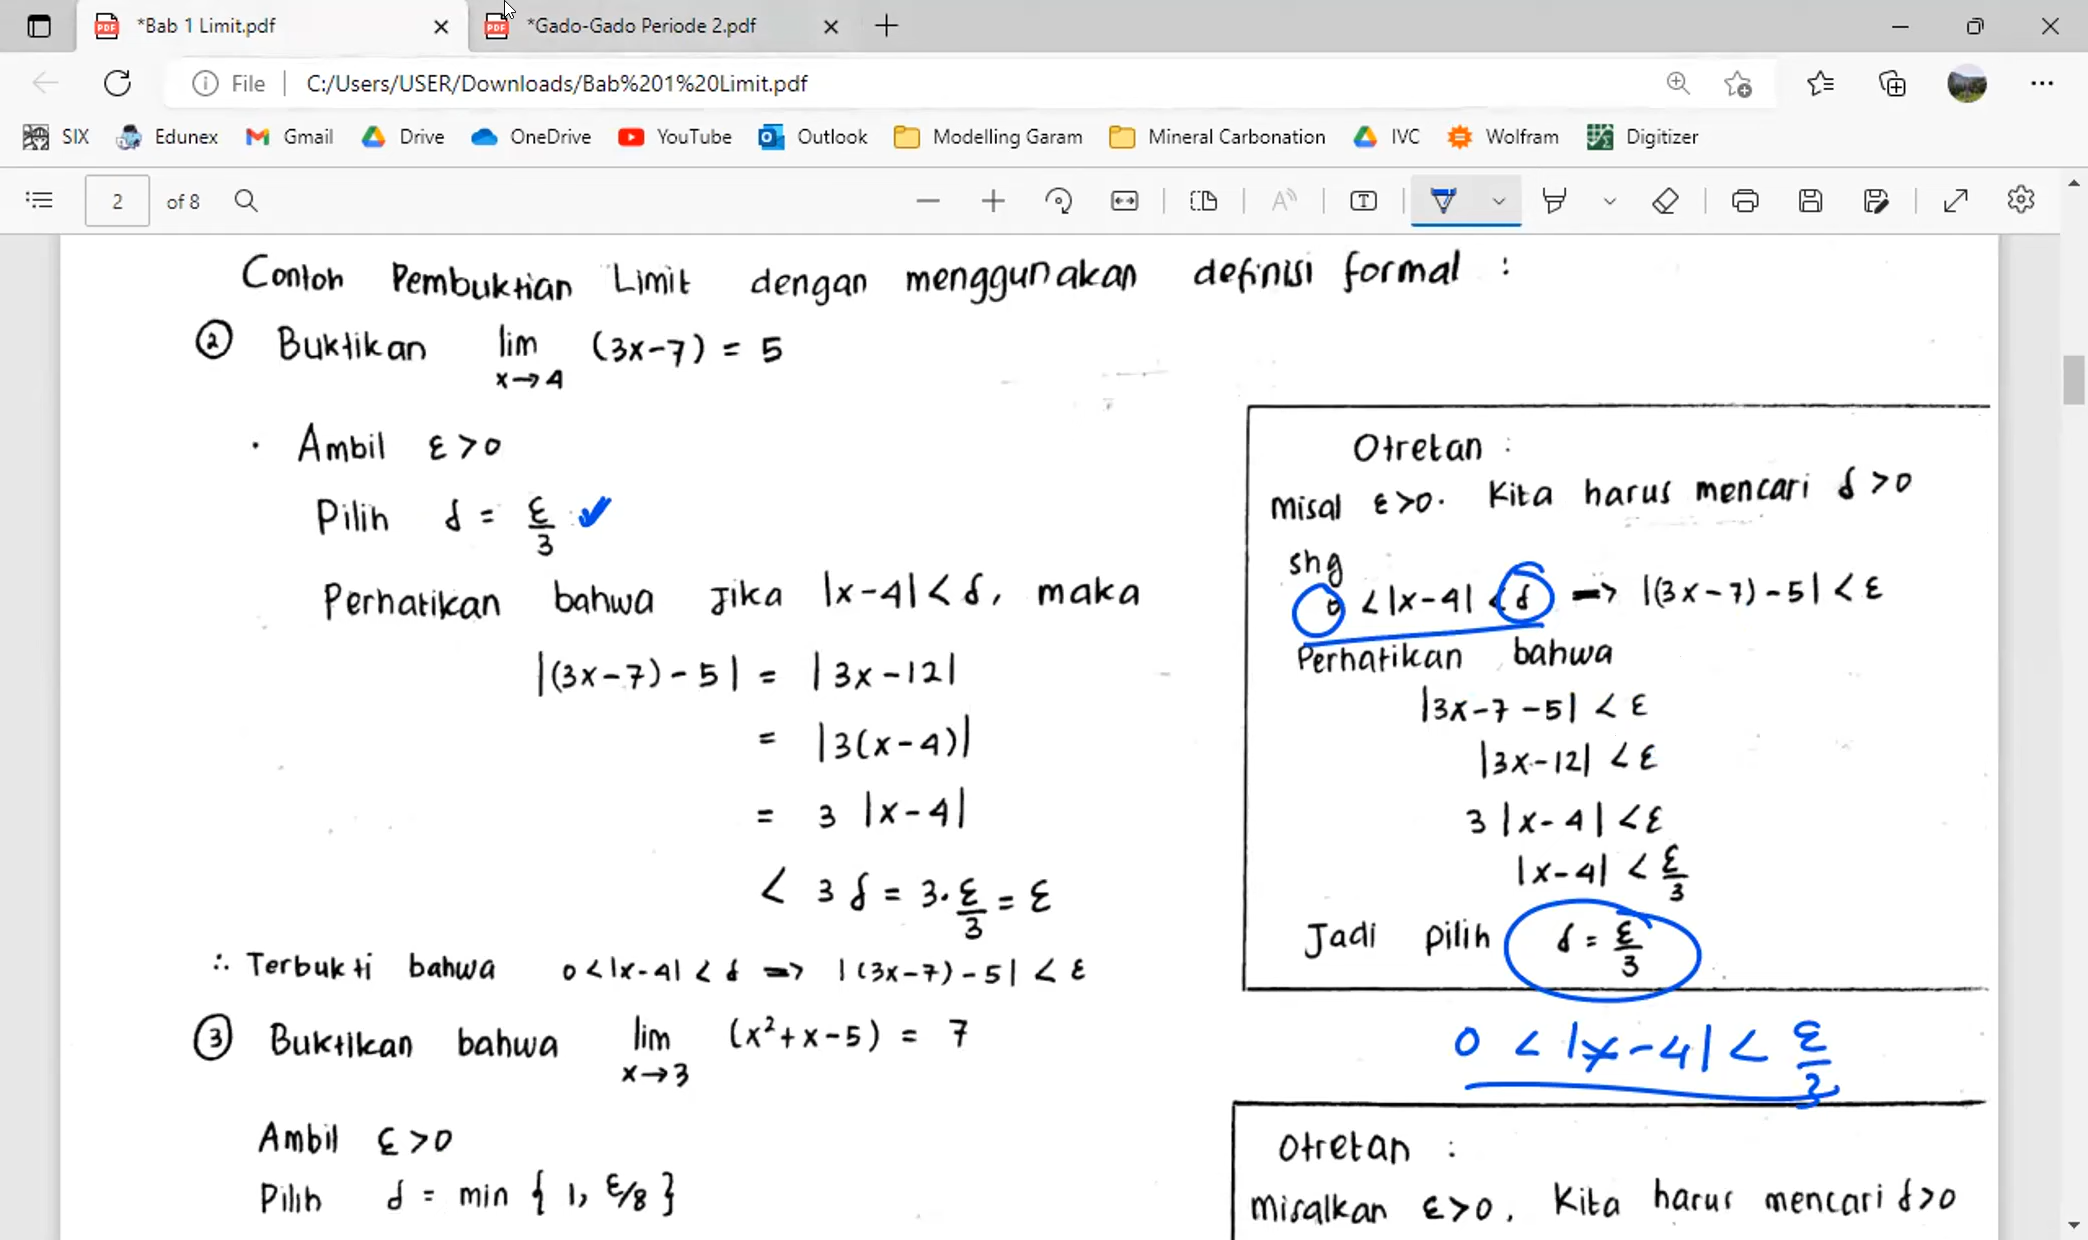 *Bab 1 Limit.pdf
*Gado-Gado Periode 2.pdf
File
C:/Users/USER/Downloads/Bab%201%20Limit.pdf
SIX Edunex Gmail Drive OneDrive YouTube Outlook Modelling Garam Mineral Carbonation IVC Wolfram Digitizer
2 of 8
Contoh Pembuktian Limit dengan menggunakan definisi formal :
② Buktikan lim (3x-7) = 5
x→4
· Ambil ε>0
Pilih δ = ε/3 ✓
Perhatikan bahwa jika |x-4| < δ, maka
|(3x-7)-5| = |3x-12|
= |3(x-4)|
= 3 |x-4|
< 3 δ = 3·ε/3 = ε
∴ Terbukti bahwa 0<|x-4| < δ → |(3x-7)-5| < ε
Otretan :
Misal ε>0. Kita harus mencari δ>0
shg
0 <|x-4| < δ → |(3x-7)-5| < ε
Perhatikan bahwa
|3x-7-5| < ε
|3x-12| < ε
3 |x-4| < ε
|x-4| < ε/3
Jadi pilih δ = ε/3
0 < |x-4| < ε/3
③ Buktikan bahwa lim (x²+x-5) = 7
x→3
Ambil ε>0
Pilih δ = min { 1, ε/8 }
Otretan :
Misalkan ε>0. Kita harus mencari δ>0